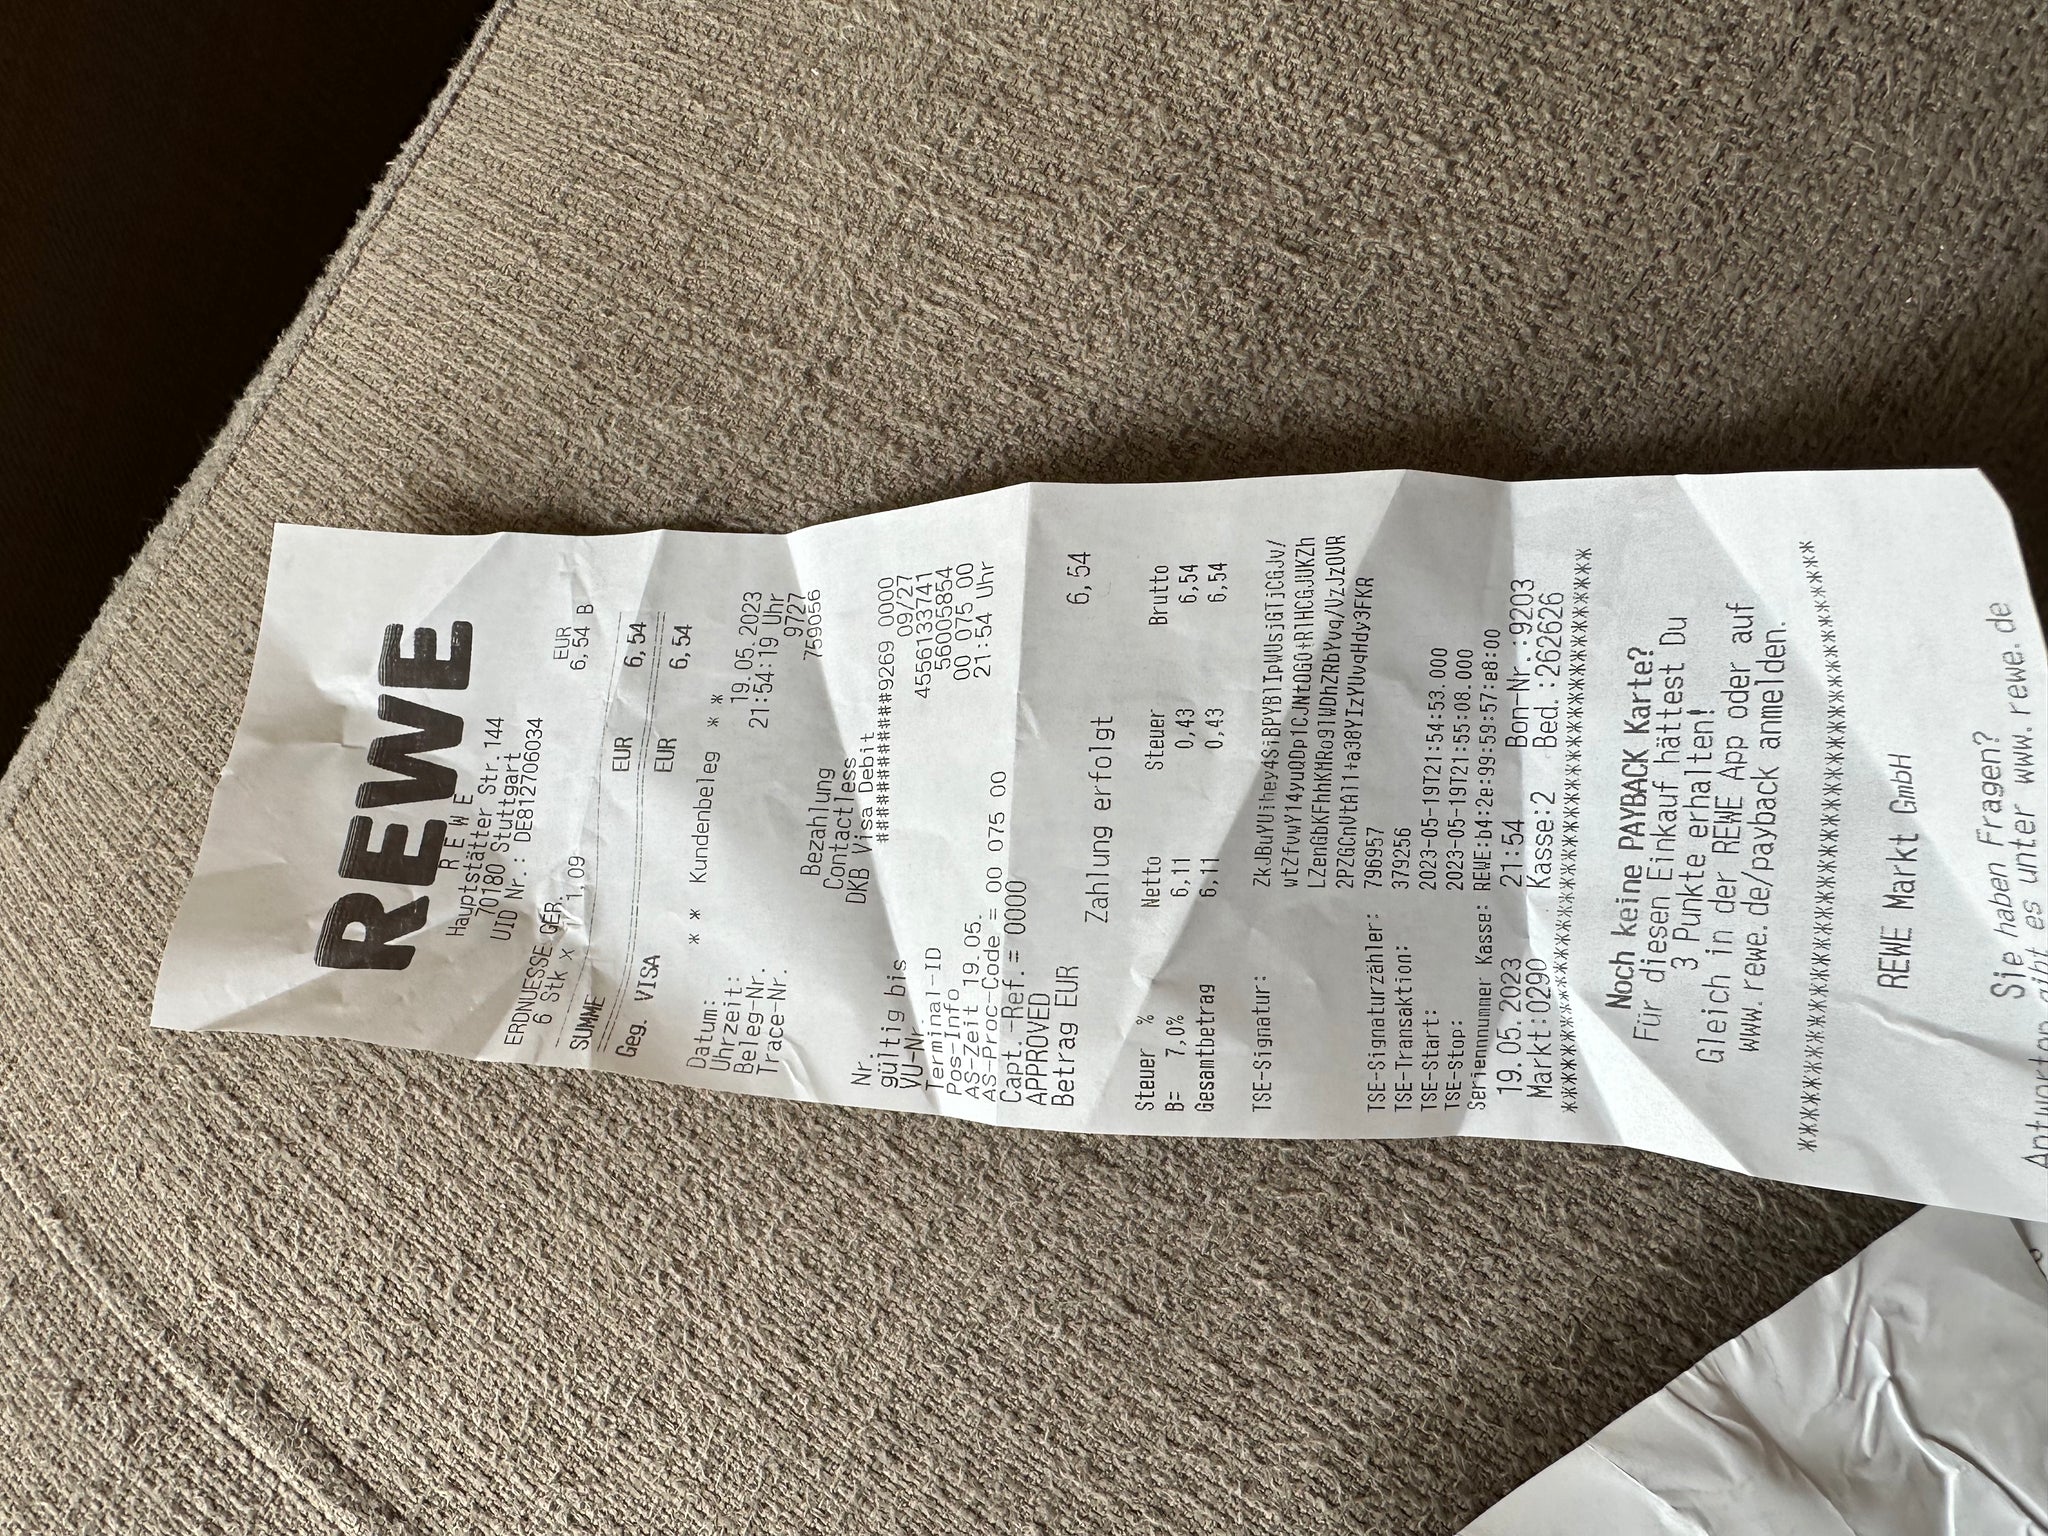 REWE
R E W E
Hauptstätter Str.144
70180 Stuttgart
UID Nr.: DE812706034
EUR
ERDNUESSE GER. 6,54 B
6 Stk x 1,09
SUMME EUR 6,54
Geg. VISA EUR 6,54
* * Kundenbeleg * *
Datum: 19.05.2023
Uhrzeit: 21:54:19 Uhr
Beleg-Nr. 9727
Trace-Nr. 759056
Bezahlung
Contactless
DKB Visa Debit
Nr. ############9269 0000
gültig bis 09/27
VU-Nr. 4556133741
Terminal-ID 56005854
Pos-Info 00 075 00
AS-Zeit 19.05. 21:54 Uhr
AS-Proc-Code = 00 075 00
Capt.-Ref.= 0000
APPROVED
Betrag EUR 6,54
Zahlung erfolgt
Steuer % Netto Steuer Brutto
B= 7,0% 6,11 0,43 6,54
Gesamtbetrag 6,11 0,43 6,54
TSE-Signatur:
TSE-Signaturzähler: 796957
TSE-Transaktion: 379256
TSE-Start: 2023-05-19T21:54:53.000
TSE-Stop: 2023-05-19T21:55:08.000
Seriennummer Kasse: REWE:b4:2e:99:59:57:e8:00
19.05.2023 21:54 Bon-Nr.:9203
Markt:0290 Kasse:2 Bed.:262626
****************************************
Noch keine PAYBACK Karte?
Für diesen Einkauf hättest Du
3 Punkte erhalten!
Gleich in der REWE App oder auf
www.rewe.de/payback anmelden.
****************************************
REWE Markt GmbH
Sie haben Fragen?
Antworten gibt es unter www.rewe.de